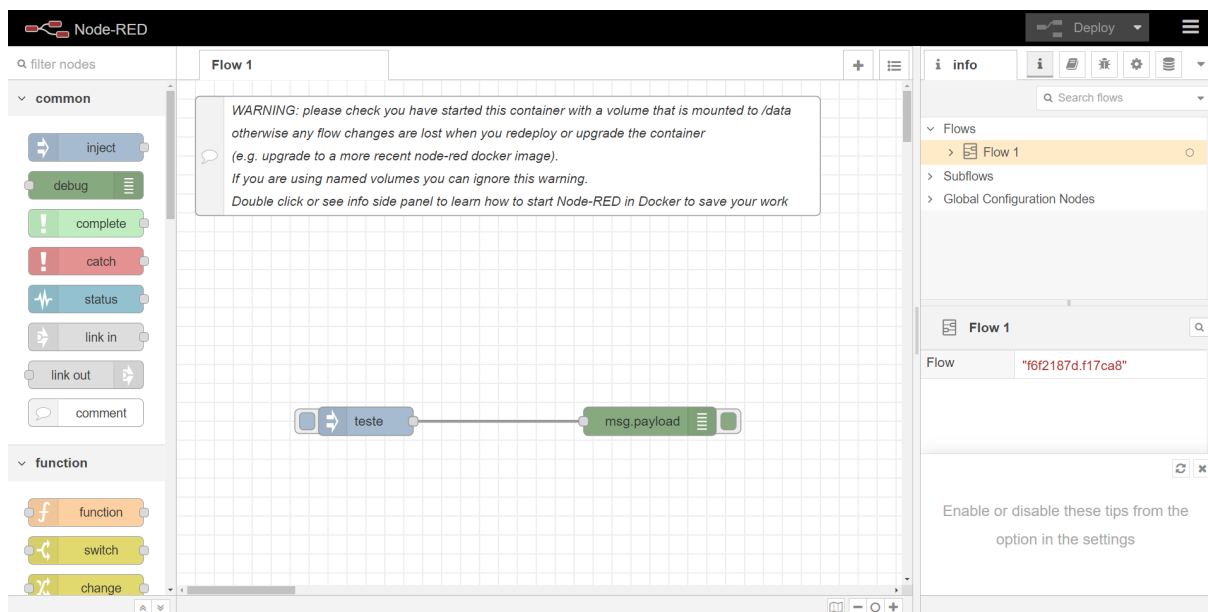 Node-RED
Deploy
filter nodes
Flow 1
i info
i
Search flows
common
inject
debug
complete
catch
status
link in
link out
comment
function
function
switch
change
WARNING: please check you have started this container with a volume that is mounted to /data
otherwise any flow changes are lost when you redeploy or upgrade the container
(e.g. upgrade to a more recent node-red docker image).
If you are using named volumes you can ignore this warning.
Double click or see info side panel to learn how to start Node-RED in Docker to save your work
teste
msg.payload
Flows
Flow 1
Subflows
Global Configuration Nodes
Flow 1
Flow "f6f2187d.f17ca8"
Enable or disable these tips from the
option in the settings